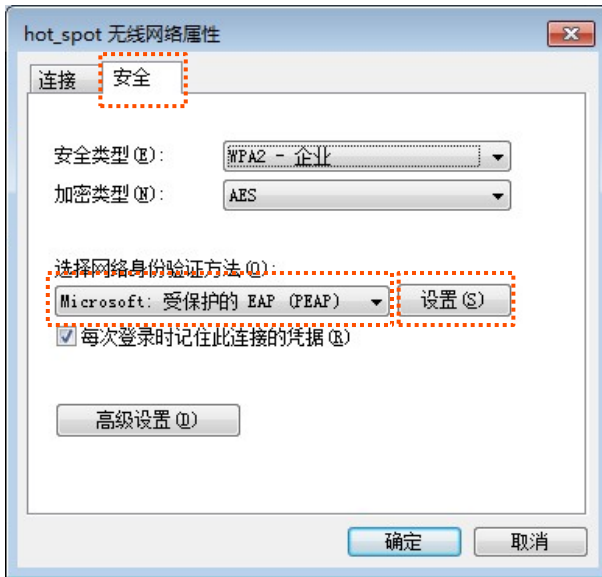 hot_spot 无线网络属性
连接 安全
安全类型(E): WPA2 - 企业
加密类型(N): AES
选择网络身份验证方法(O):
Microsoft: 受保护的 EAP (PEAP) 设置(S)
每次登录时记住此连接的凭据(R)
高级设置(D)
确定 取消